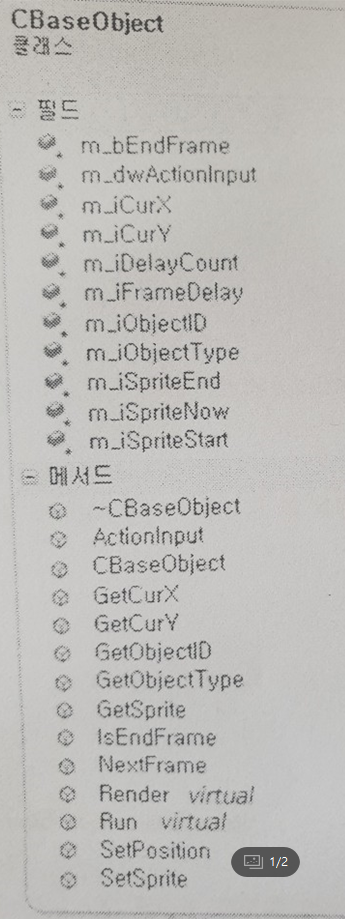 CBaseObject
클래스
필드
m_bEndFrame
m_dwActionInput
m_iCurX
m_iCurY
m_iDelayCount
m_iFrameDelay
m_iObjectID
m_iObjectType
m_iSpriteEnd
m_iSpriteNow
m_iSpriteStart
메서드
~CBaseObject
ActionInput
CBaseObject
GetCurX
GetCurY
GetObjectID
GetObjectType
GetSprite
IsEndFrame
NextFrame
Render virtual
Run virtual
SetPosition
1/2
SetSprite